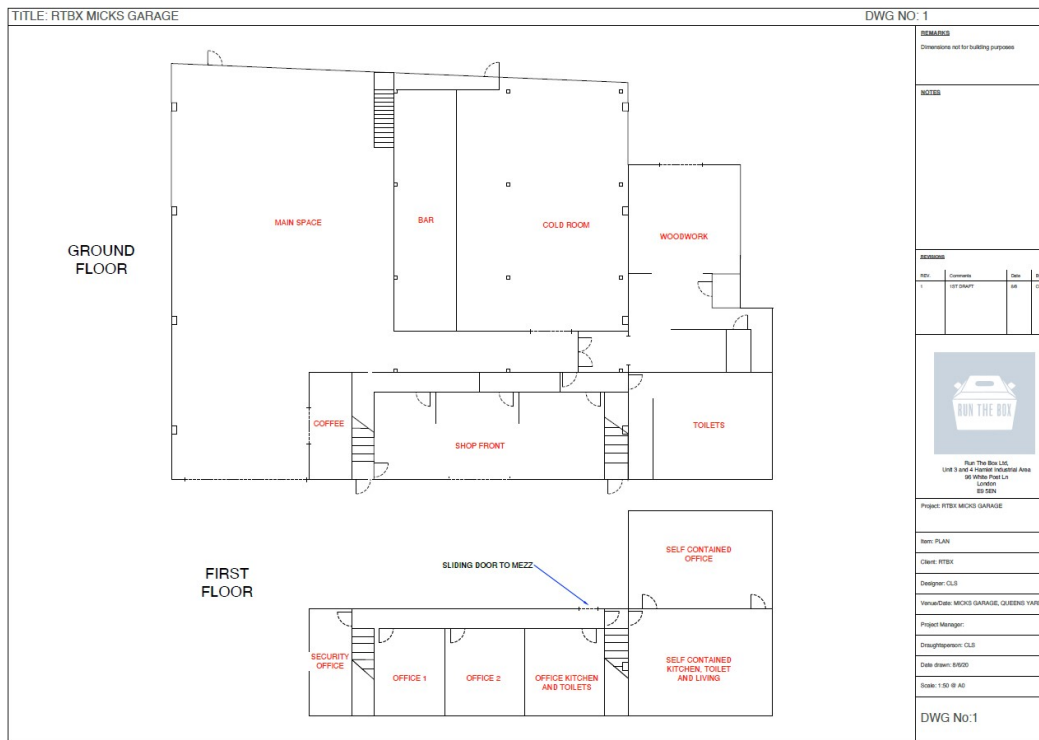 TITLE: RTBX MICKS GARAGE
DWG NO: 1
REMARKS
Dimensions not for building purposes
NOTES
MAIN SPACE
BAR
COLD ROOM
WOODWORK
GROUND
FLOOR
COFFEE
SHOP FRONT
TOILETS
REVISIONS
REV. Comments Date
1 1ST DRAFT
RUN THE BOX
Run The Box Ltd,
Unit 3 and 4 Hamlet Industrial Area
96 White Post Ln
London
E9 5EN
Project: RTBX MICKS GARAGE
FIRST
FLOOR
SLIDING DOOR TO MEZZ
SELF CONTAINED
OFFICE
SECURITY
OFFICE
OFFICE 1
OFFICE 2
OFFICE KITCHEN
AND TOILETS
SELF CONTAINED
KITCHEN, TOILET
AND LIVING
Item: PLAN
Client: RTBX
Designer: CLS
Venue/Date: MICKS GARAGE, QUEENS YAR
Project Manager:
Draughtsperson: CLS
Date drawn: 8/6/20
Scale: 1:50 @ A0
DWG No:1